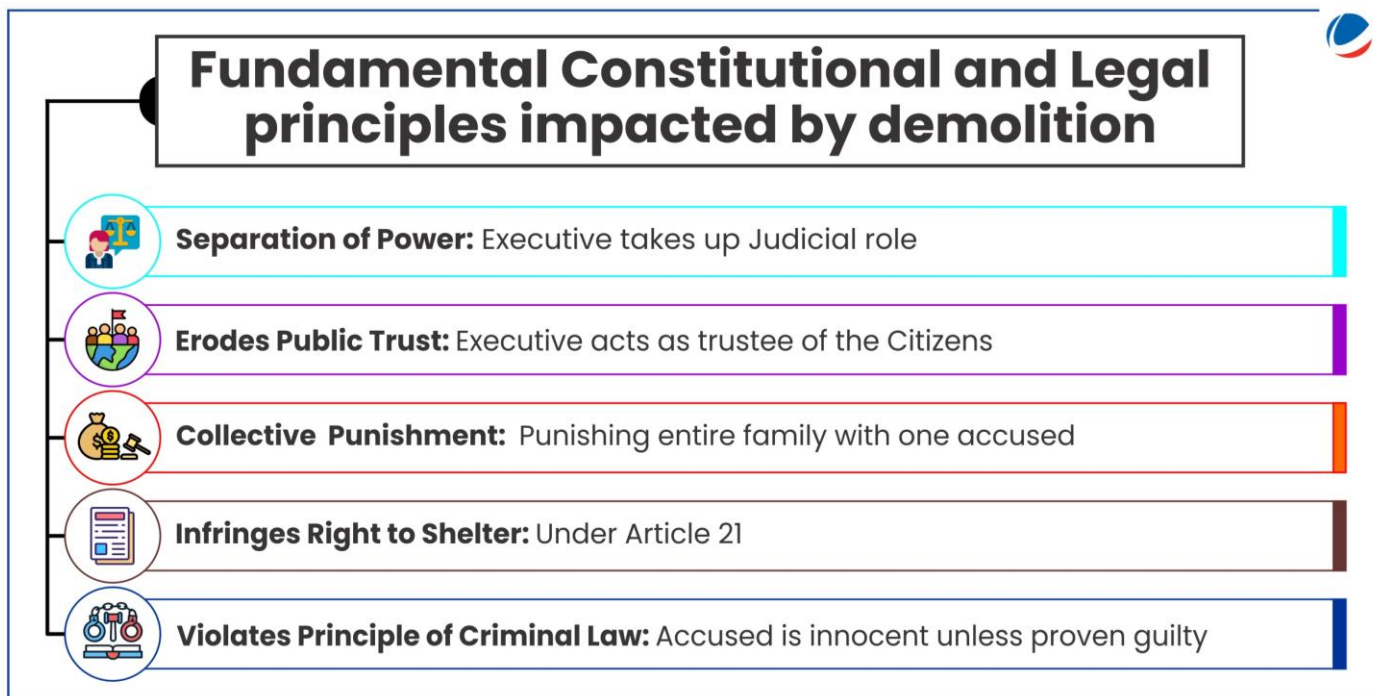 Fundamental Constitutional and Legal
principles impacted by demolition
Separation of Power: Executive takes up Judicial role
Erodes Public Trust: Executive acts as trustee of the Citizens
Collective Punishment: Punishing entire family with one accused
Infringes Right to Shelter: Under Article 21
Violates Principle of Criminal Law: Accused is innocent unless proven guilty